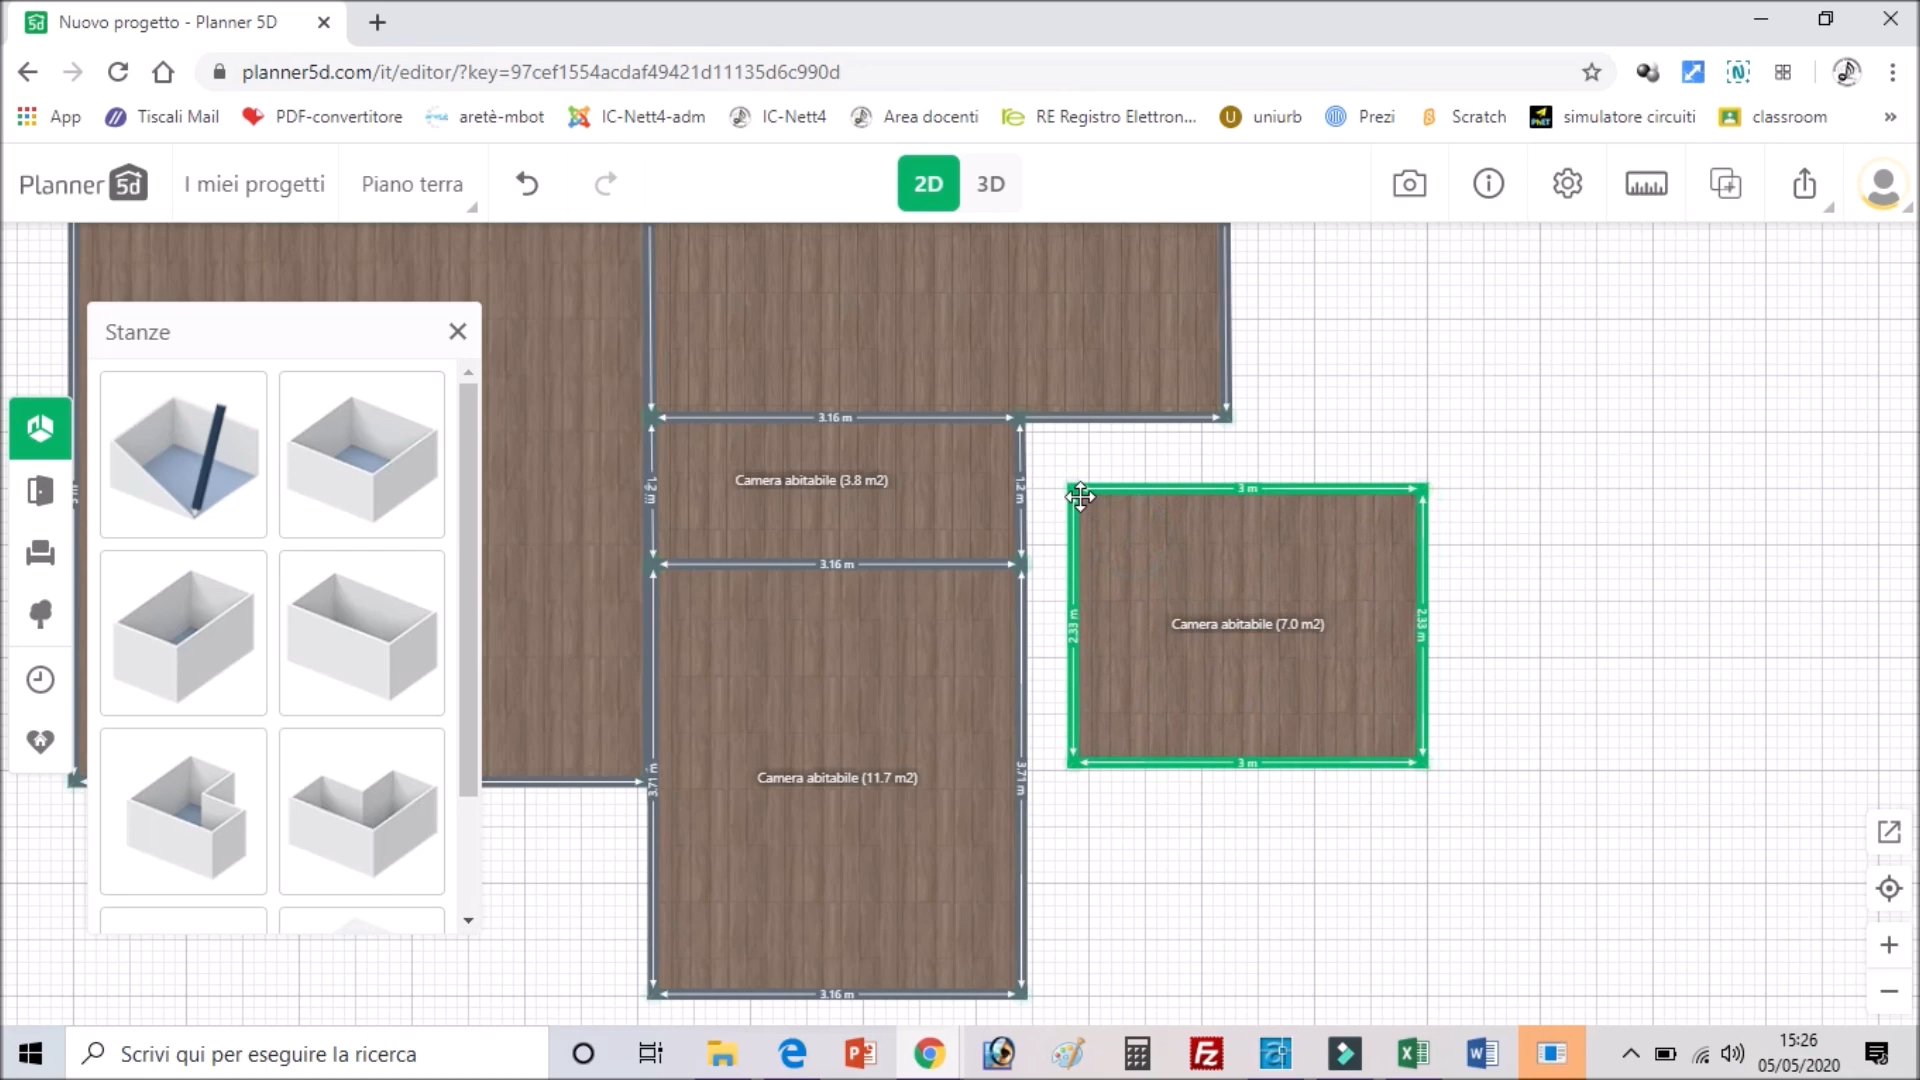 Nuovo progetto - Planner 5D
planner5d.com/it/editor/?key=97cef1554acdaf49421d11135d6c990d
App
Tiscali Mail
PDF-convertitore
aretè-mbot
IC-Nett4-adm
IC-Nett4
Area docenti
RE Registro Elettron...
uniurb
Prezi
Scratch
simulatore circuiti
classroom
»
Planner 5d
I miei progetti
Piano terra
2D
3D
Stanze
3.16 m
Camera abitabile (3.8 m2)
1.2 m
1.2 m
3.16 m
3 m
2.33 m
Camera abitabile (7.0 m2)
2.33 m
3 m
Camera abitabile (11.7 m2)
3.71 m
3.71 m
3.16 m
Scrivi qui per eseguire la ricerca
15:26
05/05/2020